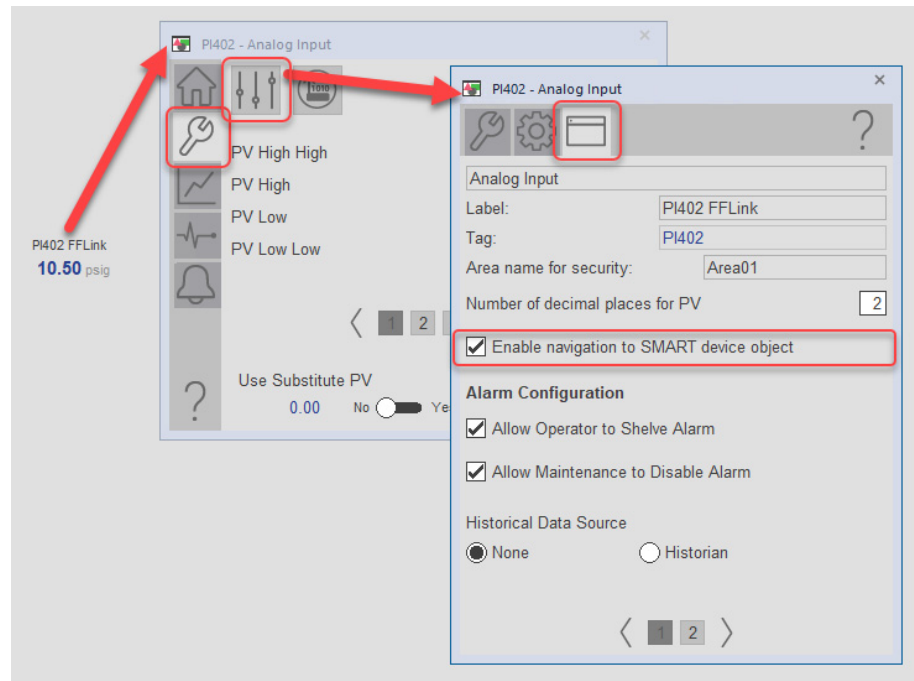 PI402 - Analog Input
1010
PV High High
PV High
PV Low
PV Low Low
PI402 FFLink
10.50 psig
1 2
Use Substitute PV
0.00 No Yes
?
PI402 - Analog Input
?
Analog Input
Label: PI402 FFLink
Tag: PI402
Area name for security: Area01
Number of decimal places for PV 2
Enable navigation to SMART device object
Alarm Configuration
Allow Operator to Shelve Alarm
Allow Maintenance to Disable Alarm
Historical Data Source
None Historian
1 2